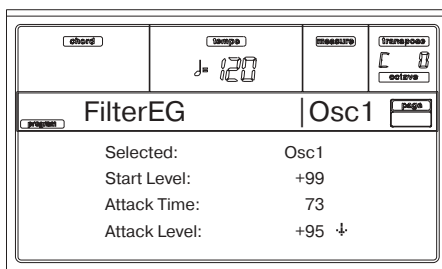 chord tempo measure transpose
♩= 120 C 0
octave
FilterEG Osc1 page
program
Selected: Osc1
Start Level: +99
Attack Time: 73
Attack Level: +95